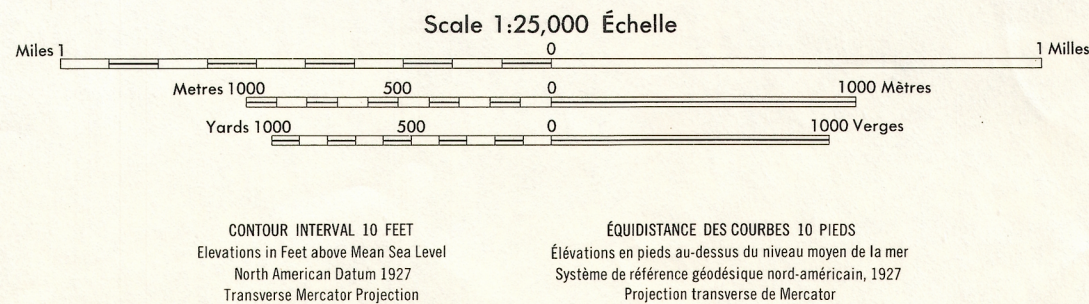 Scale 1:25,000 Échelle
Miles 1 0 1 Milles
Metres 1000 500 0 1000 Mètres
Yards 1000 500 0 1000 Verges
CONTOUR INTERVAL 10 FEET
Elevations in Feet above Mean Sea Level
North American Datum 1927
Transverse Mercator Projection
ÉQUIDISTANCE DES COURBES 10 PIEDS
Élévations en pieds au-dessus du niveau moyen de la mer
Système de référence géodésique nord-américain, 1927
Projection transverse de Mercator